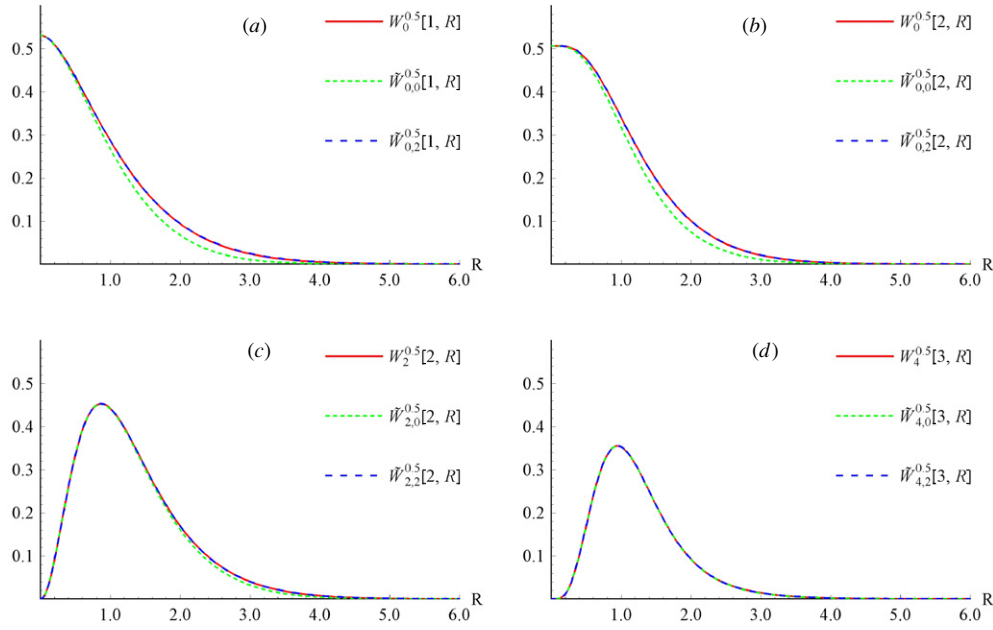 (a)
W_0^{0.5}[1, R]
W̃_{0,0}^{0.5}[1, R]
W̃_{0,2}^{0.5}[1, R]
0.5
0.4
0.3
0.2
0.1
1.0 2.0 3.0 4.0 5.0 6.0
R
(b)
W_0^{0.5}[2, R]
W̃_{0,0}^{0.5}[2, R]
W̃_{0,2}^{0.5}[2, R]
0.5
0.4
0.3
0.2
0.1
1.0 2.0 3.0 4.0 5.0 6.0
R
(c)
W_2^{0.5}[2, R]
W̃_{2,0}^{0.5}[2, R]
W̃_{2,2}^{0.5}[2, R]
0.5
0.4
0.3
0.2
0.1
1.0 2.0 3.0 4.0 5.0 6.0
R
(d)
W_4^{0.5}[3, R]
W̃_{4,0}^{0.5}[3, R]
W̃_{4,2}^{0.5}[3, R]
0.5
0.4
0.3
0.2
0.1
1.0 2.0 3.0 4.0 5.0 6.0
R